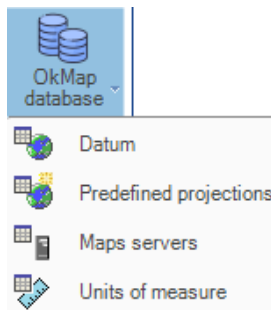 OkMap
database
Datum
Predefined projections
Maps servers
Units of measure